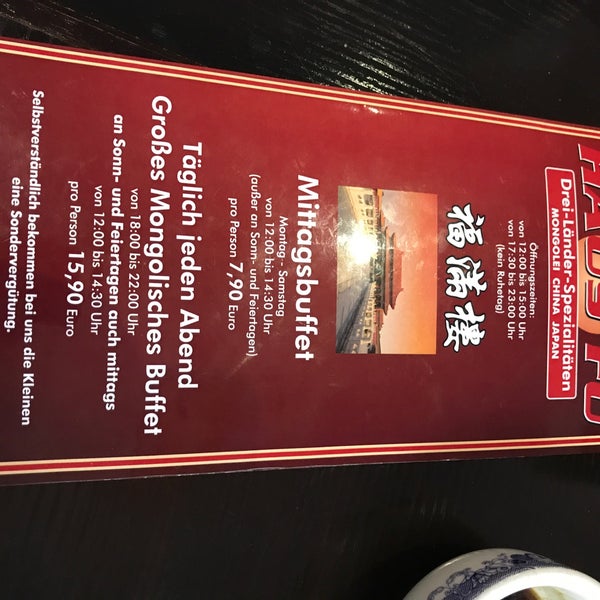 HAUS FU
Drei-Länder-Spezialitäten
MONGOLEI CHINA JAPAN
Öffnungszeiten:
von 12:00 bis 15:00 Uhr
von 17:30 bis 23:00 Uhr
(kein Ruhetag)
福滿樓
Mittagsbuffet
Montag - Samstag
von 12:00 bis 14:30 Uhr
(außer an Sonn- und Feiertagen)
pro Person 7,90 Euro
Täglich jeden Abend
Großes Mongolisches Buffet
von 18:00 bis 22:00 Uhr
an Sonn- und Feiertagen auch mittags
von 12:00 bis 14:30 Uhr
pro Person 15,90 Euro
Selbstverständlich bekommen bei uns die Kleinen
eine Sondervergütung.